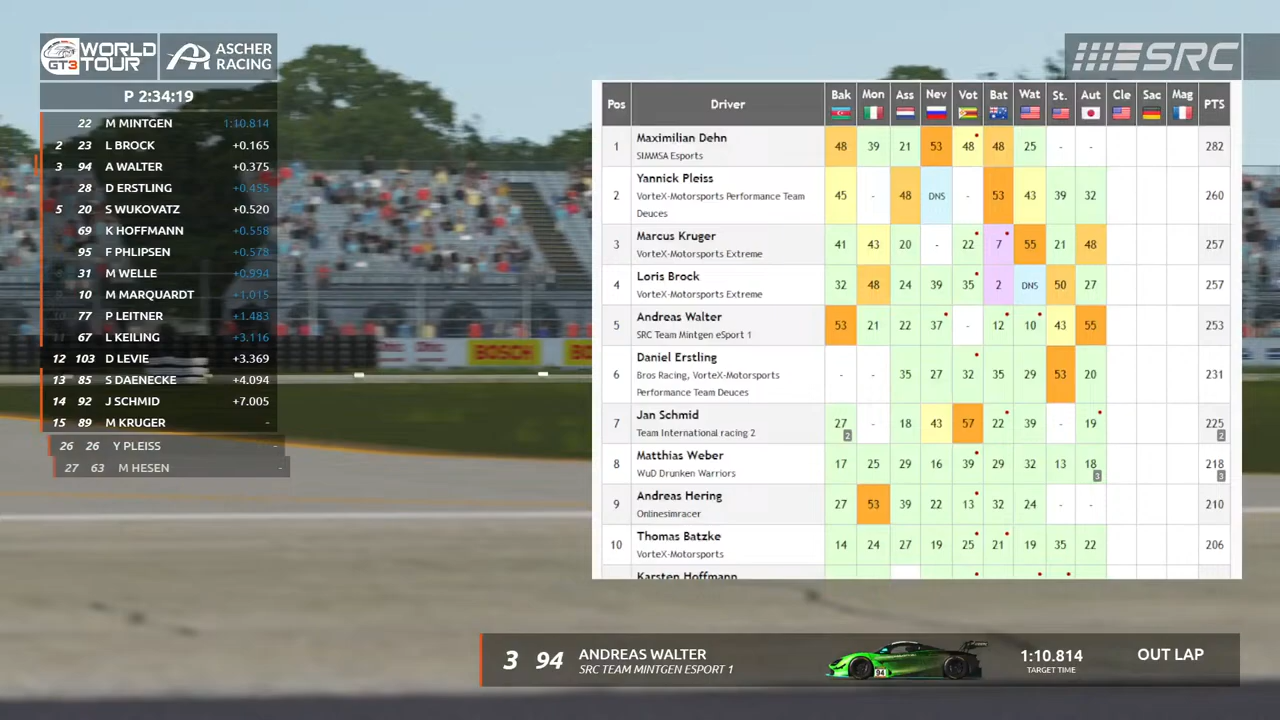 WORLD
GT3 TOUR
ASCHER
RACING
SRC
P 2:34:19
22 M MINTGEN 1:10.814
2 23 L BROCK +0.165
3 94 A WALTER +0.375
28 D ERSTLING +0.455
5 20 S WUKOVATZ +0.520
69 K HOFFMANN +0.558
95 F PHLIPSEN +0.578
8 31 M WELLE +0.994
9 10 M MARQUARDT +1.015
10 77 P LEITNER +1.483
11 67 L KEILING +3.116
12 103 D LEVIE +3.369
13 85 S DAENECKE +4.094
14 92 J SCHMID +7.005
15 89 M KRUGER -
26 26 Y PLEISS -
27 63 M HESEN -
Pos Driver Bak Mon Ass Nev Vot Bat Wat St. Aut Cle Sac Mag PTS
1 Maximilian Dehn 48 39 21 53 48 48 25 - - 282
SIMMSA Esports
2 Yannick Pleiss 45 - 48 DNS - 53 43 39 32 260
VorteX-Motorsports Performance Team
Deuces
3 Marcus Kruger 41 43 20 - 22 7 55 21 48 257
VorteX-Motorsports Extreme
4 Loris Brock 32 48 24 39 35 2 DNS 50 27 257
VorteX-Motorsports Extreme
5 Andreas Walter 53 21 22 37 - 12 10 43 55 253
SRC Team Mintgen eSport 1
6 Daniel Erstling - - 35 27 32 35 29 53 20 231
Bros Racing, VorteX-Motorsports
Performance Team Deuces
7 Jan Schmid 27 - 18 43 57 22 39 - 19 225
Team International racing 2 2 2
8 Matthias Weber 17 25 29 16 39 29 32 13 18 218
WuD Drunken Warriors 3 3
9 Andreas Hering 27 53 39 22 13 32 24 - - 210
Onlinesimracer
10 Thomas Batzke 14 24 27 19 25 21 19 35 22 206
VorteX-Motorsports
Karsten Hoffmann
BOSCH
3 94 ANDREAS WALTER
SRC TEAM MINTGEN ESPORT 1
94
1:10.814
TARGET TIME
OUT LAP